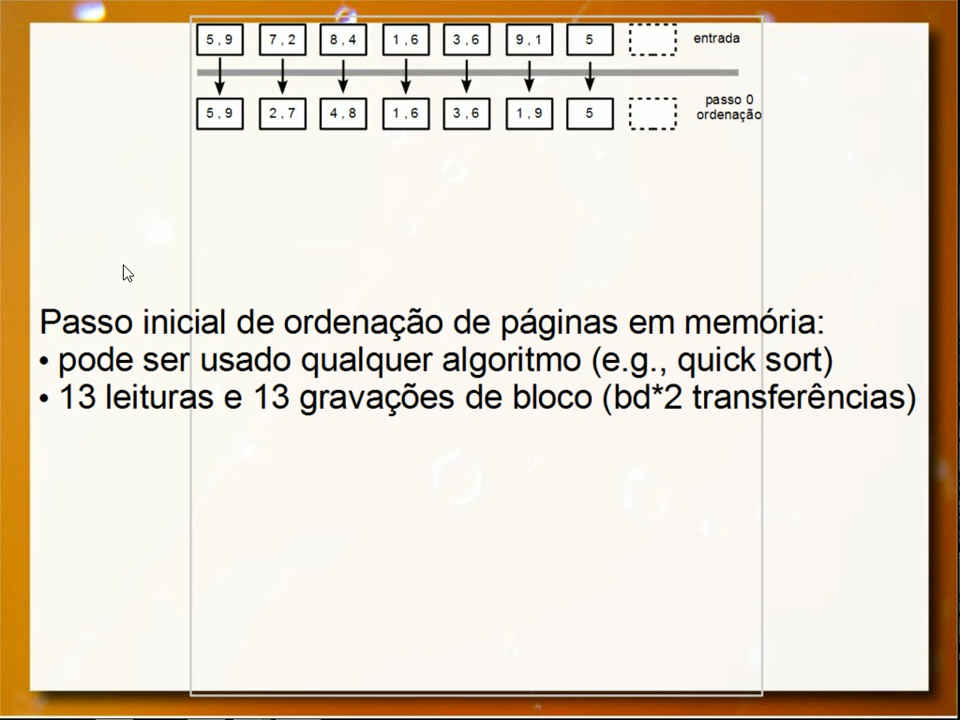 5 , 9 7 , 2 8 , 4 1 , 6 3 , 6 9 , 1 5 entrada
passo 0
5 , 9 2 , 7 4 , 8 1 , 6 3 , 6 1 , 9 5 ordenação
Passo inicial de ordenação de páginas em memória:
• pode ser usado qualquer algoritmo (e.g., quick sort)
• 13 leituras e 13 gravações de bloco (bd*2 transferências)